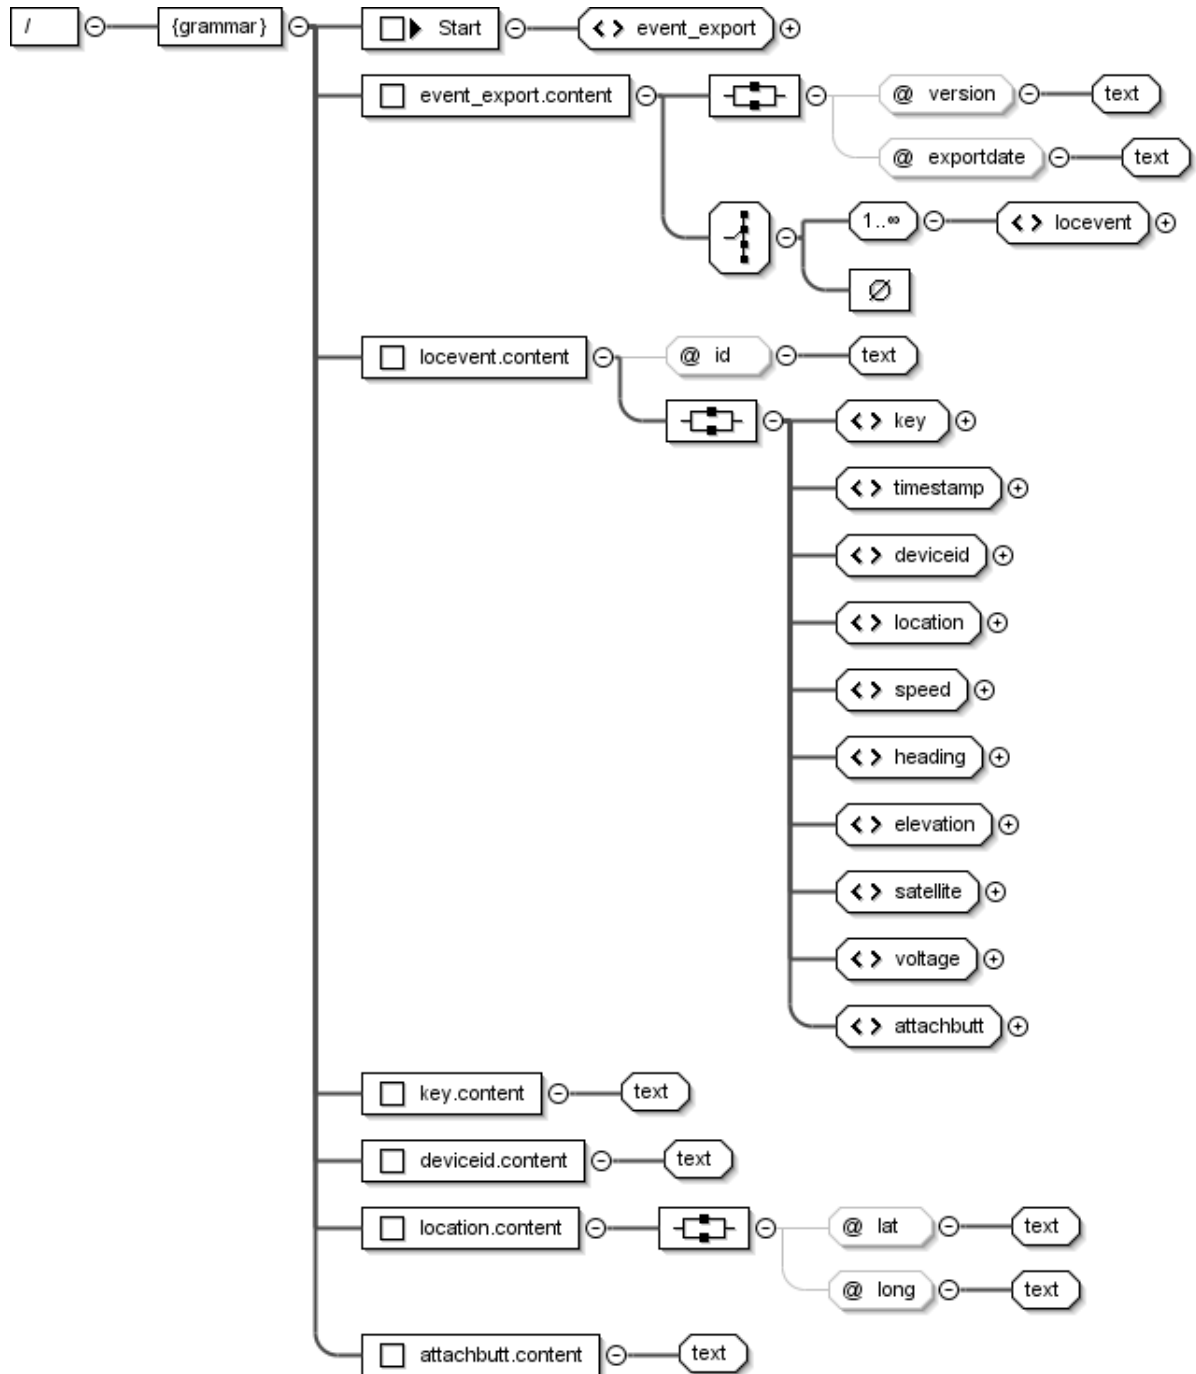 / {grammar} Start < > event_export
event_export.content @ version text
@ exportdate text
1..∞ < > locevent
∅
locevent.content @ id text
< > key
< > timestamp
< > deviceid
< > location
< > speed
< > heading
< > elevation
< > satellite
< > voltage
< > attachbutt
key.content text
deviceid.content text
location.content @ lat text
@ long text
attachbutt.content text